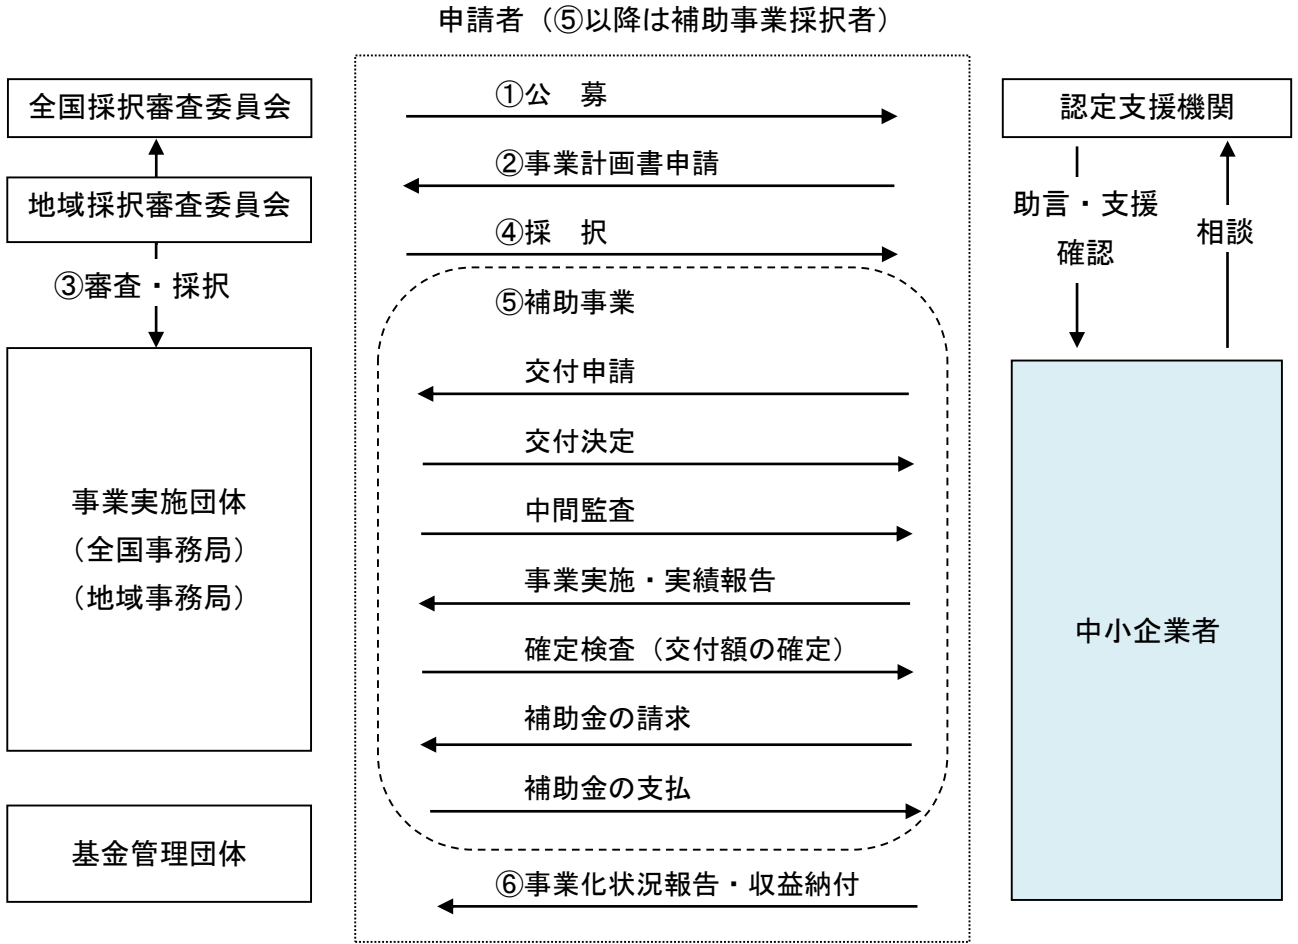 申請者（⑤以降は補助事業採択者）
全国採択審査委員会
地域採択審査委員会
③審査・採択
事業実施団体
（全国事務局）
（地域事務局）
基金管理団体
①公　募
②事業計画書申請
④採　択
⑤補助事業
交付申請
交付決定
中間監査
事業実施・実績報告
確定検査（交付額の確定）
補助金の請求
補助金の支払
⑥事業化状況報告・収益納付
認定支援機関
助言・支援
確認
相談
中小企業者